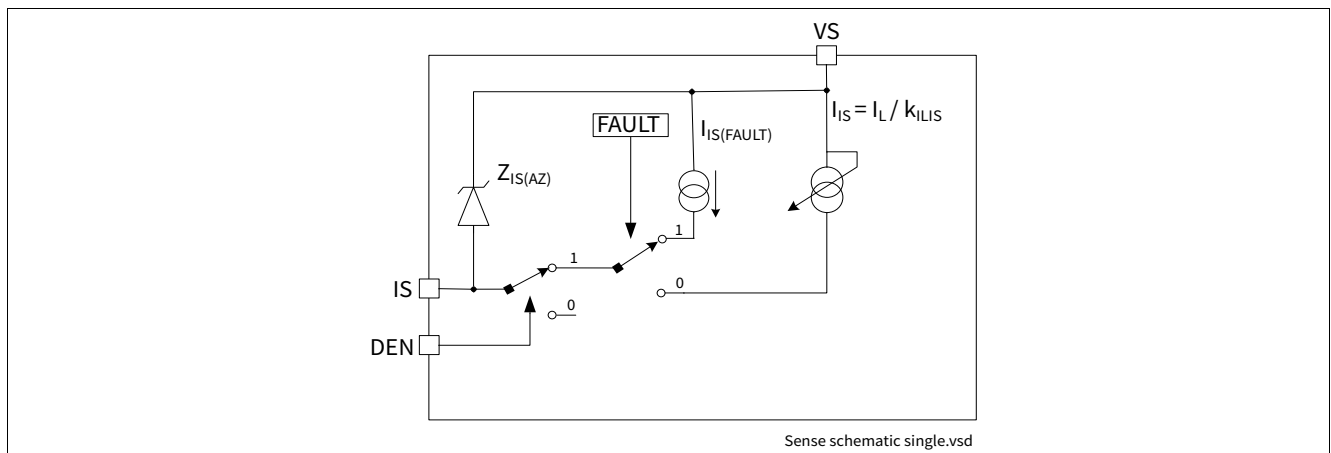 VS
I_IS = I_L / k_ILIS
FAULT
I_IS(FAULT)
Z_IS(AZ)
1
1
0
0
IS
DEN
Sense schematic single.vsd